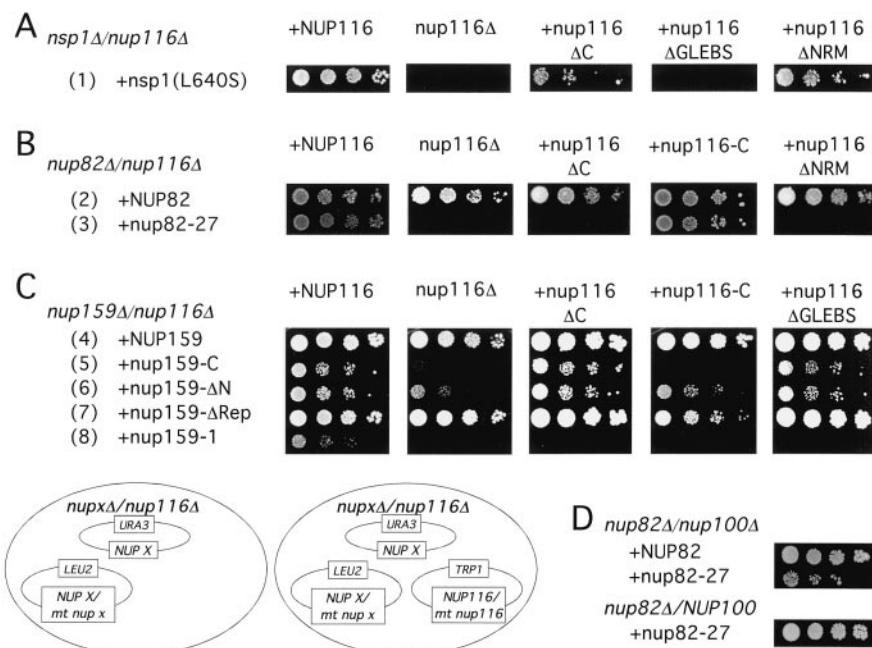 A
nsp1Δ/nup116Δ
+NUP116 nup116Δ +nup116 ΔC +nup116 ΔGLEBS +nup116 ΔNRM
(1) +nsp1(L640S)
B
nup82Δ/nup116Δ
+NUP116 nup116Δ +nup116 ΔC +nup116-C +nup116 ΔNRM
(2) +NUP82
(3) +nup82-27
C
nup159Δ/nup116Δ
+NUP116 nup116Δ +nup116 ΔC +nup116-C +nup116 ΔGLEBS
(4) +NUP159
(5) +nup159-C
(6) +nup159-ΔN
(7) +nup159-ΔRep
(8) +nup159-1
nupxΔ/nup116Δ
URA3
NUP X
LEU2
NUP X/
mt nup x
nupxΔ/nup116Δ
URA3
NUP X
LEU2
NUP X/
mt nup x
TRP1
NUP116/
mt nup116
D
nup82Δ/nup100Δ
+NUP82
+nup82-27
nup82Δ/NUP100
+nup82-27